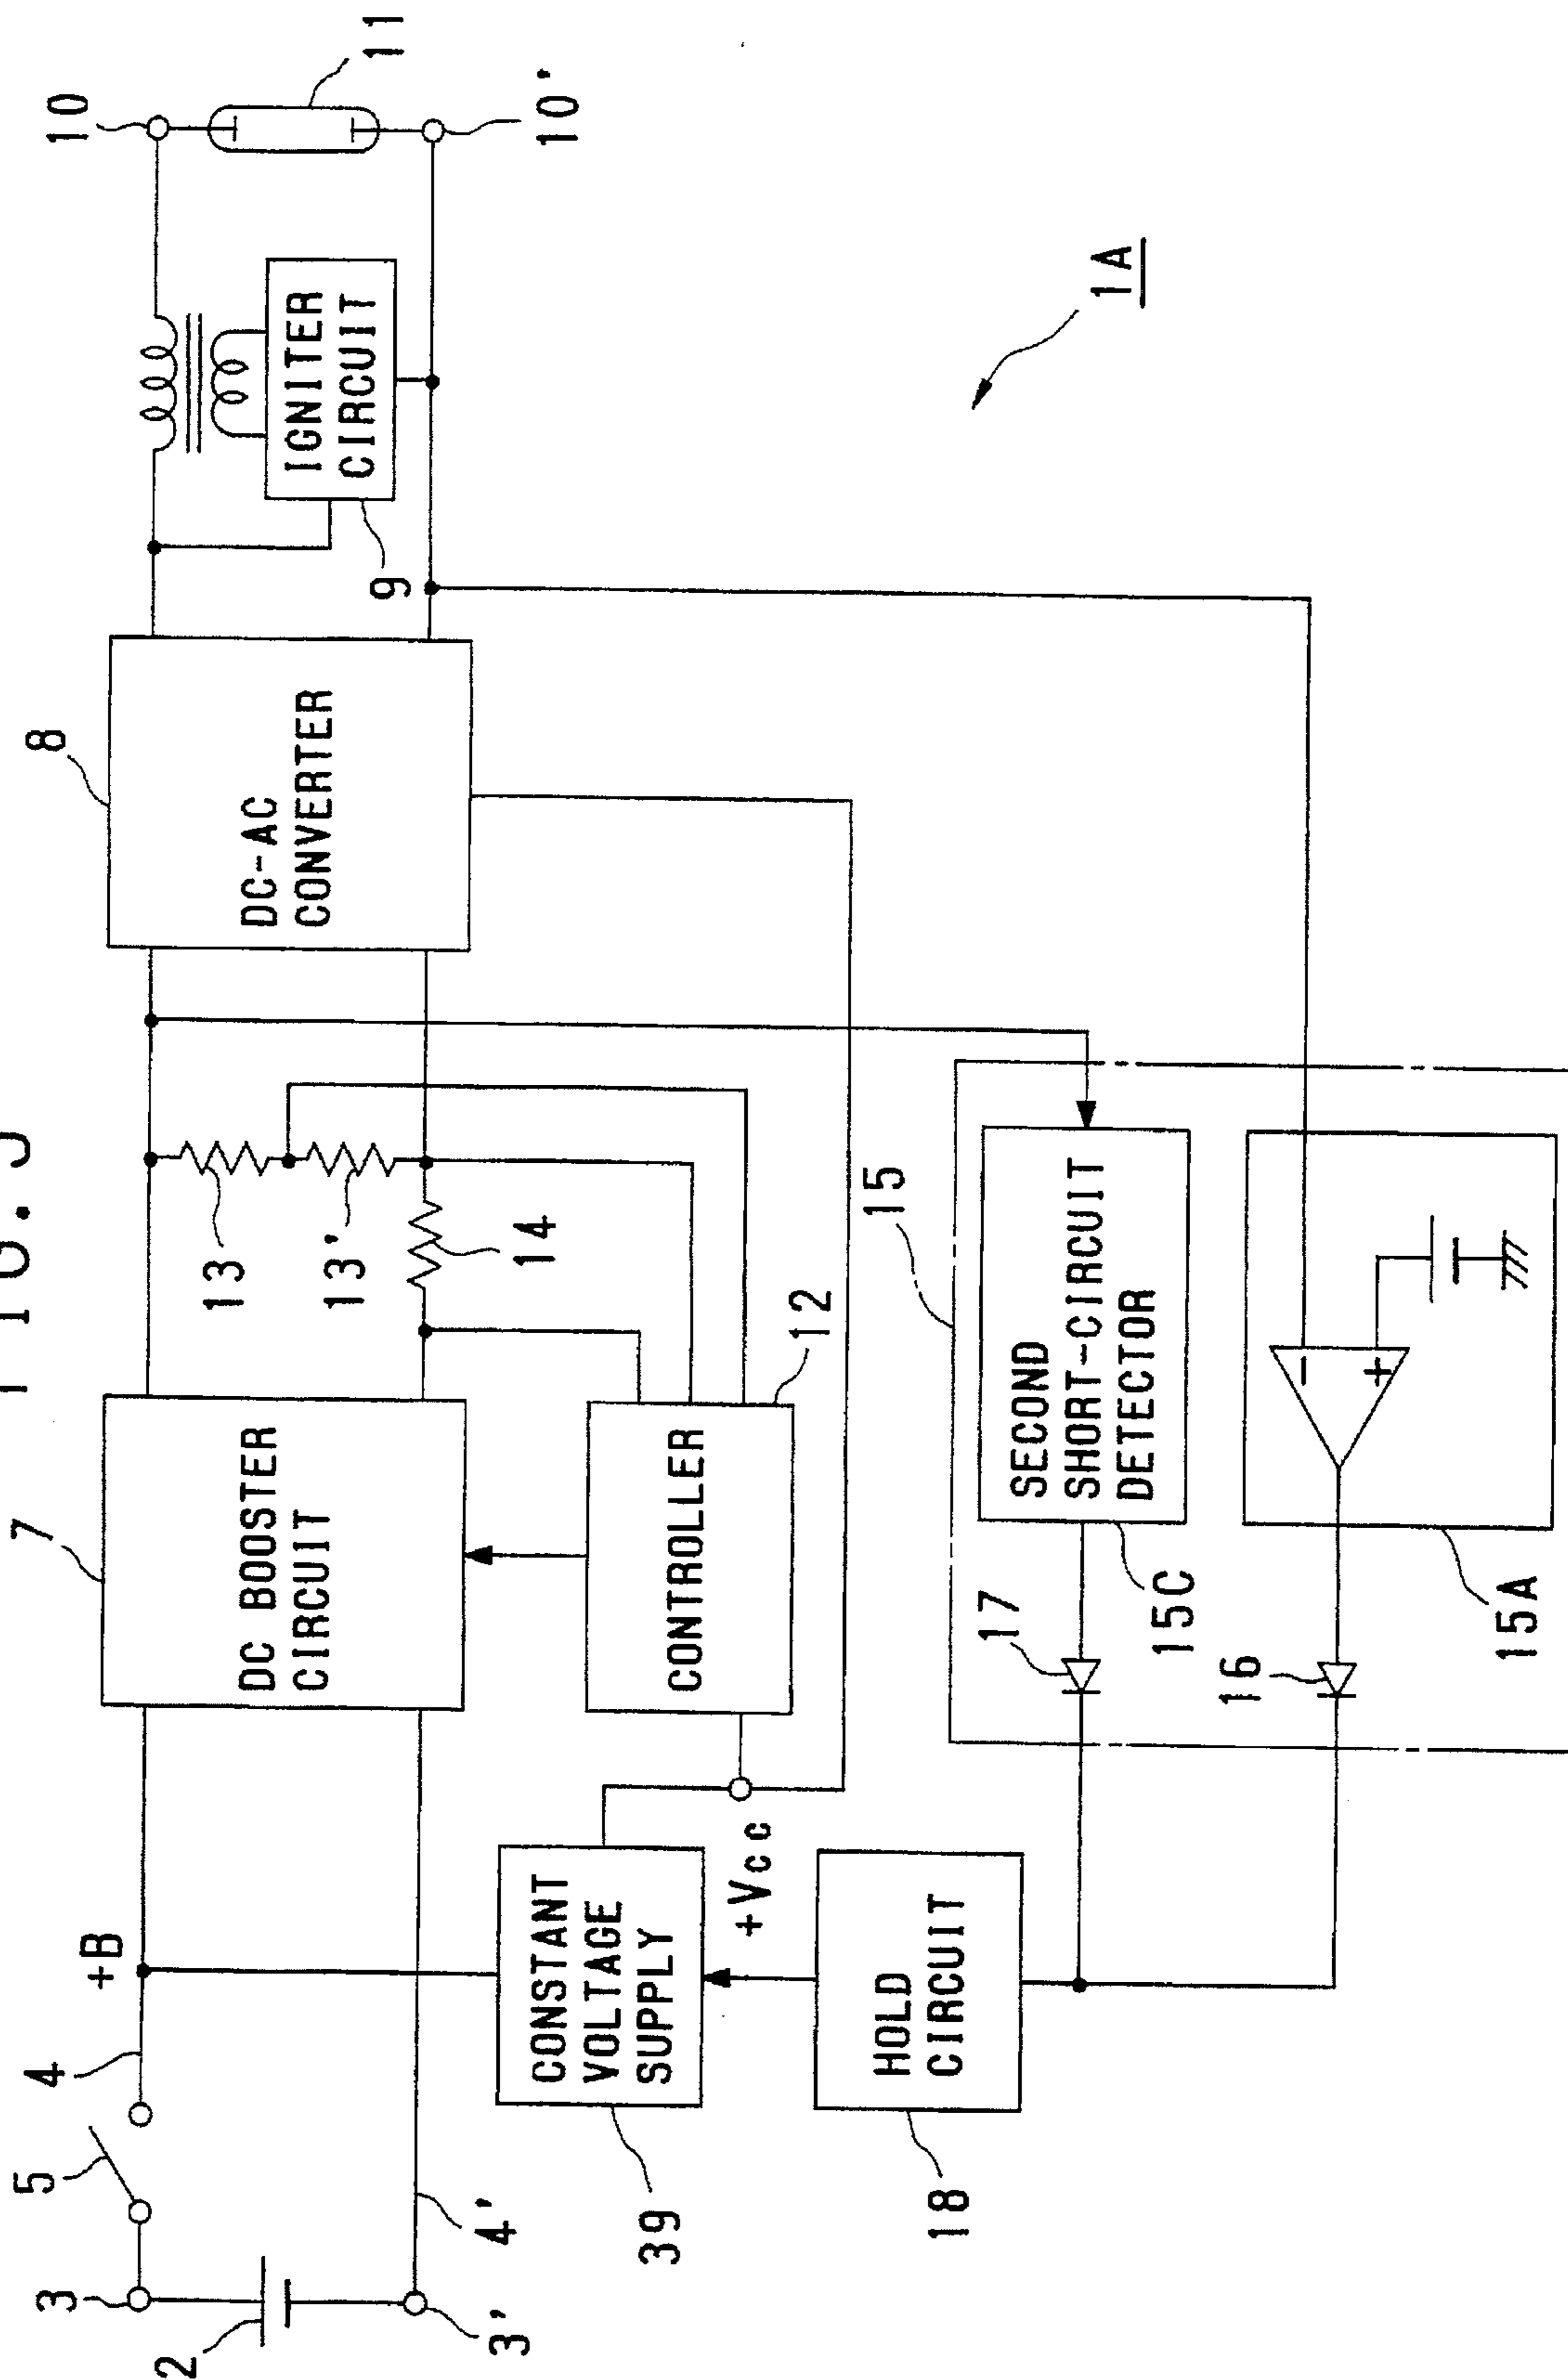 FIG. 5
2
3
3'
4
4'
5
+B
7
DC BOOSTER
CIRCUIT
8
DC-AC
CONVERTER
9
IGNITER
CIRCUIT
10
10'
11
13
13'
14
12
CONTROLLER
39
CONSTANT
VOLTAGE
SUPPLY
+Vcc
18
HOLD
CIRCUIT
15
17
SECOND
SHORT-CIRCUIT
DETECTOR
15C
16
−
+
15A
1A